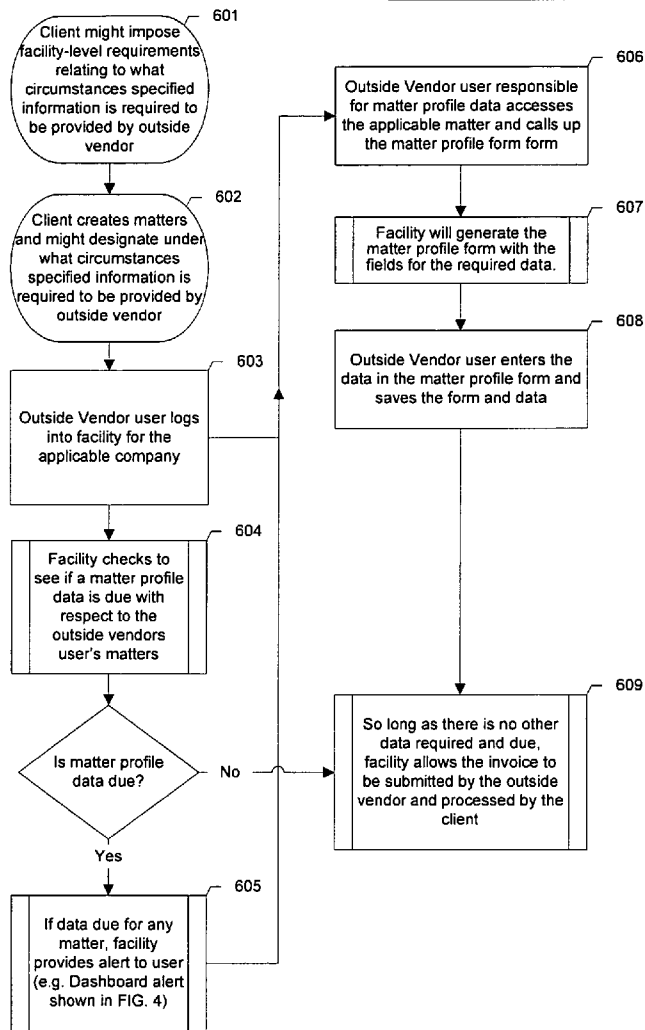 601
Client might impose
facility-level requirements
relating to what
circumstances specified
information is required to
be provided by outside
vendor
602
Client creates matters
and might designate under
what circumstances
specified information is
required to be provided by
outside vendor
603
Outside Vendor user logs
into facility for the
applicable company
604
Facility checks to
see if a matter profile
data is due with
respect to the
outside vendors
user's matters
Is matter profile
data due?
No
Yes
605
If data due for any
matter, facility
provides alert to user
(e.g. Dashboard alert
shown in FIG. 4)
606
Outside Vendor user responsible
for matter profile data accesses
the applicable matter and calls up
the matter profile form form
607
Facility will generate the
matter profile form with the
fields for the required data.
608
Outside Vendor user enters the
data in the matter profile form and
saves the form and data
609
So long as there is no other
data required and due,
facility allows the invoice to
be submitted by the outside
vendor and processed by the
client